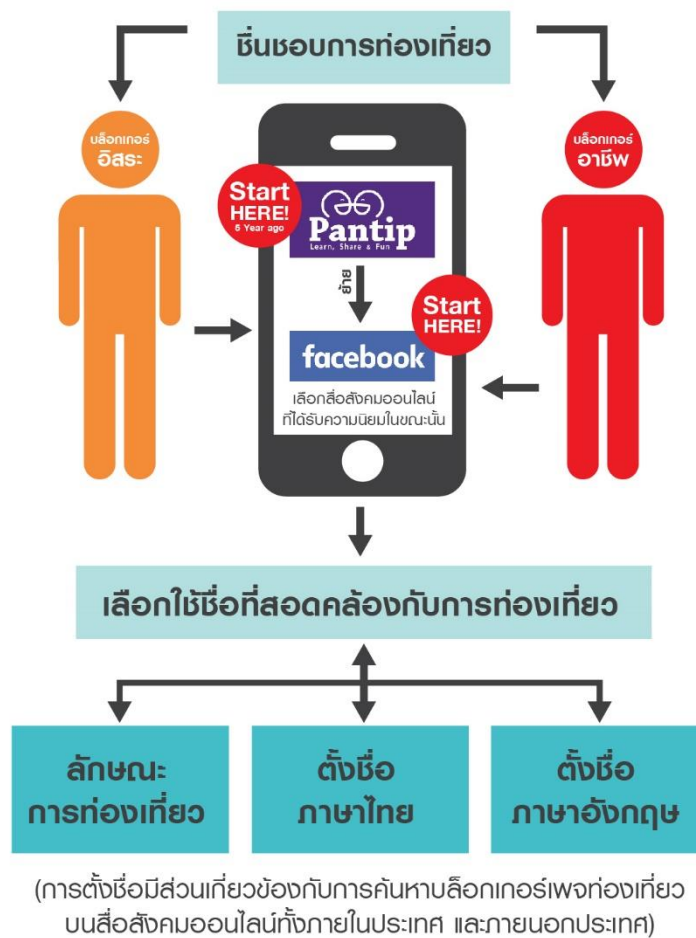 ชื่นชอบการท่องเที่ยว
บล็อกเกอร์
อิสระ
บล็อกเกอร์
อาชีพ
Start
HERE!
5 Year ago
Pantip
Learn, Share & Fun
ย้าย
Start
HERE!
facebook
เลือกสื่อสังคมออนไลน์
ที่ได้รับความนิยมในขณะนั้น
เลือกใช้ชื่อที่สอดคล้องกับการท่องเที่ยว
ลักษณะ
การท่องเที่ยว
ตั้งชื่อ
ภาษาไทย
ตั้งชื่อ
ภาษาอังกฤษ
(การตั้งชื่อมีส่วนเกี่ยวข้องกับการค้นหาบล็อกเกอร์เพจท่องเที่ยว
บนสื่อสังคมออนไลน์ทั้งภายในประเทศ และภายนอกประเทศ)